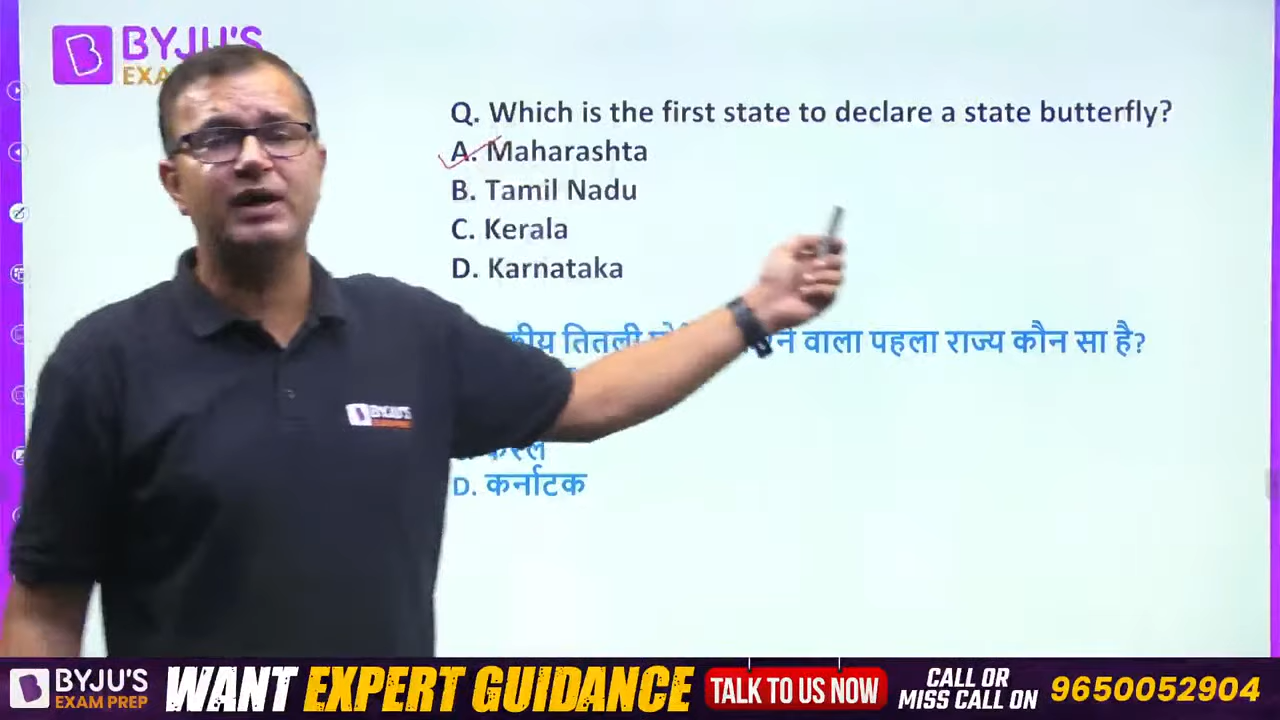 BYJU'S
EXA
Q. Which is the first state to declare a state butterfly?
A. Maharashta
B. Tamil Nadu
C. Kerala
D. Karnataka
तितली वाला पहला राज्य कौन सा है?
D. कर्नाटक
BYJU'S
BYJU'S
EXAM PREP
WANT EXPERT GUIDANCE
TALK TO US NOW
CALL OR
MISS CALL ON
9650052904